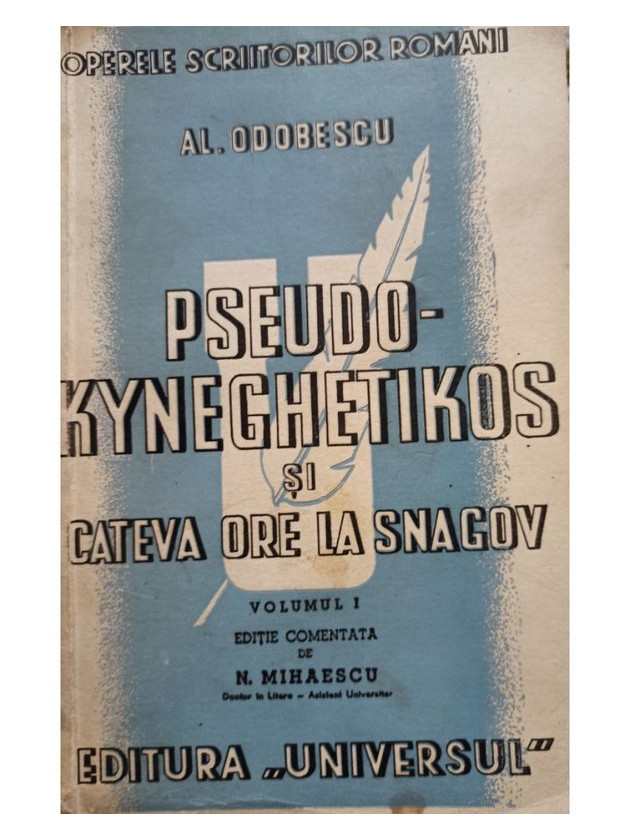 OPERELE SCRIITORILOR ROMANI
AL. ODOBESCU
PSEUDO-
KYNEGHETIKOS
ȘI
CATEVA ORE LA SNAGOV
VOLUMUL I
EDIȚIE COMENTATA
DE
N. MIHAESCU
Doctor în Litere – Asistent Universitar
EDITURA „UNIVERSUL”